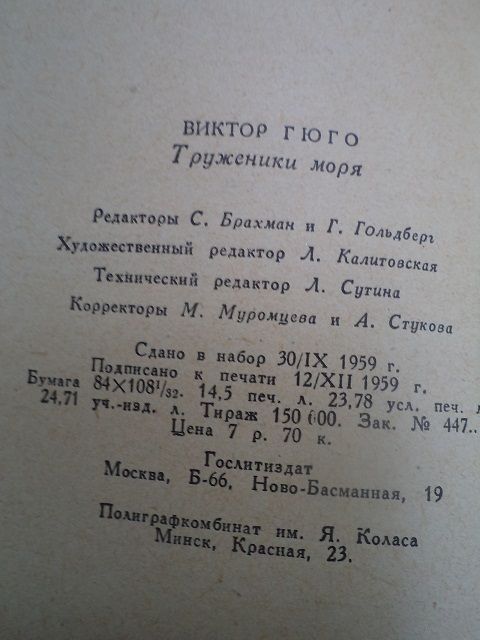 ВИКТОР ГЮГО
Труженики моря
Редакторы С. Брахман и Г. Гольдберг
Художественный редактор Л. Калитовская
Технический редактор Л. Сутина
Корректоры М. Муромцева и А. Стукова
Сдано в набор 30/IX 1959 г.
Подписано к печати 12/XII 1959 г.
Бумага 84×108¹/₃₂. 14,5 печ. л. 23,78 усл. печ. л
24,71 уч.-изд. л. Тираж 150 000. Зак. № 447..
Цена 7 р. 70 к.
Гослитиздат
Москва, Б-66, Ново-Басманная, 19
Полиграфкомбинат им. Я. Коласа
Минск, Красная, 23.